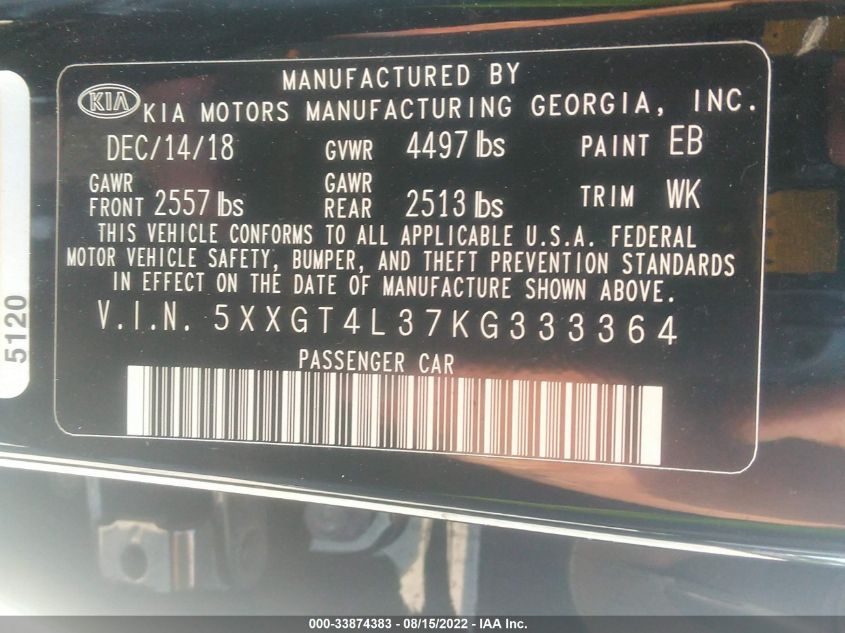 MANUFACTURED BY
KIA KIA MOTORS MANUFACTURING GEORGIA, INC.
DEC/14/18 GVWR 4497 lbs PAINT EB
GAWR FRONT 2557 lbs GAWR REAR 2513 lbs TRIM WK
THIS VEHICLE CONFORMS TO ALL APPLICABLE U.S.A. FEDERAL
MOTOR VEHICLE SAFETY, BUMPER, AND THEFT PREVENTION STANDARDS
IN EFFECT ON THE DATE OF MANUFACTURE SHOWN ABOVE.
V.I.N. 5XXGT4L37KG333364
PASSENGER CAR
5120
000-33874383 - 08/15/2022 - IAA Inc.